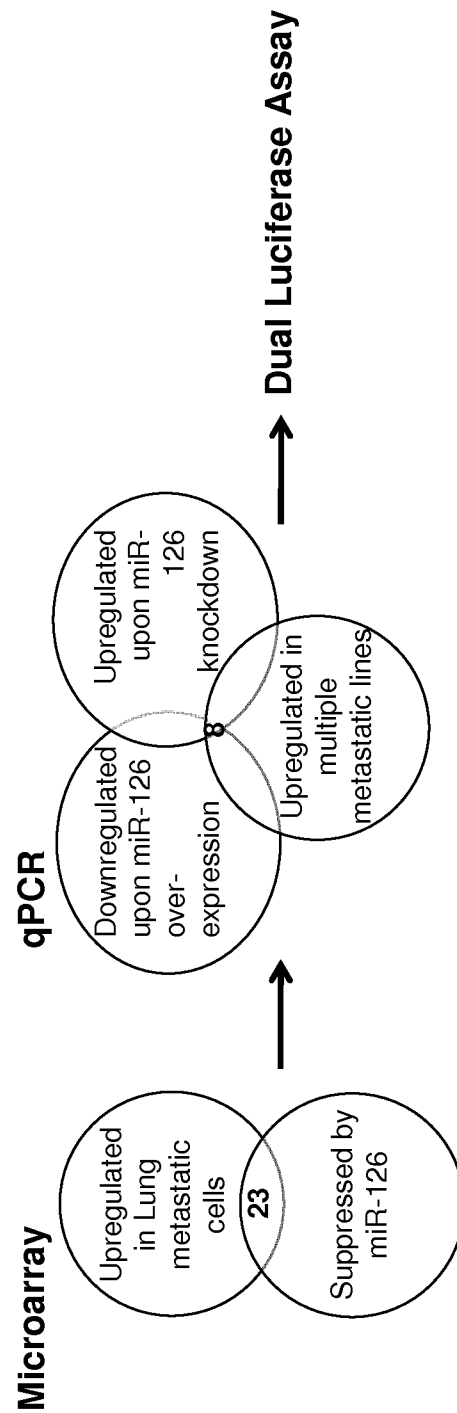 Microarray
Upregulated
in Lung
metastatic
cells
23
Suppressed by
miR-126
qPCR
Downregulated
upon miR-126
over-
expression
Upregulated
upon miR-
126
knockdown
8
Upregulated in
multiple
metastatic lines
Dual Luciferase Assay